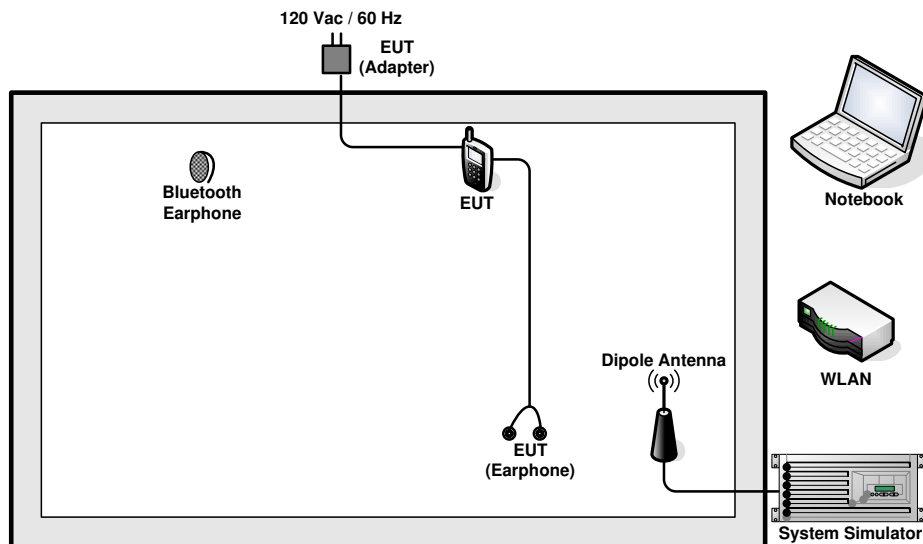 120 Vac / 60 Hz
EUT
(Adapter)
Bluetooth
Earphone
EUT
Notebook
Dipole Antenna
WLAN
EUT
(Earphone)
System Simulator